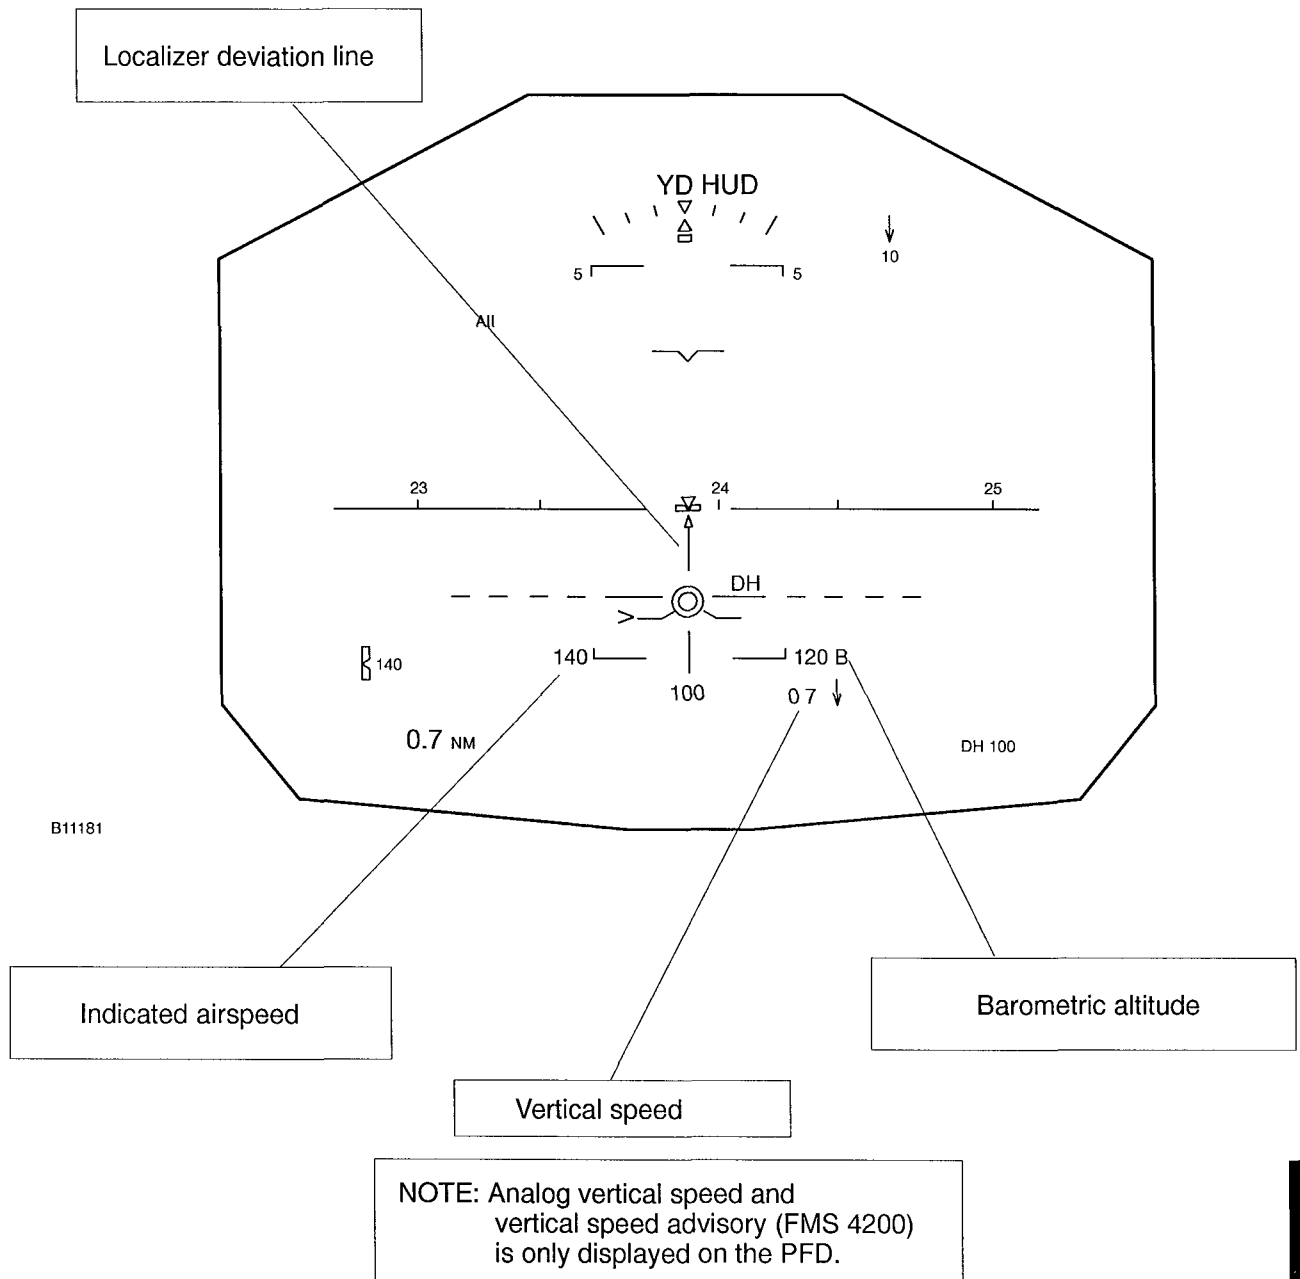 Localizer deviation line
YD HUD
10
5 5
AII
23 24 25
DH
140 140 120 B
100 0 7
0.7 NM DH 100
B11181
Indicated airspeed
Barometric altitude
Vertical speed
NOTE: Analog vertical speed and
vertical speed advisory (FMS 4200)
is only displayed on the PFD.